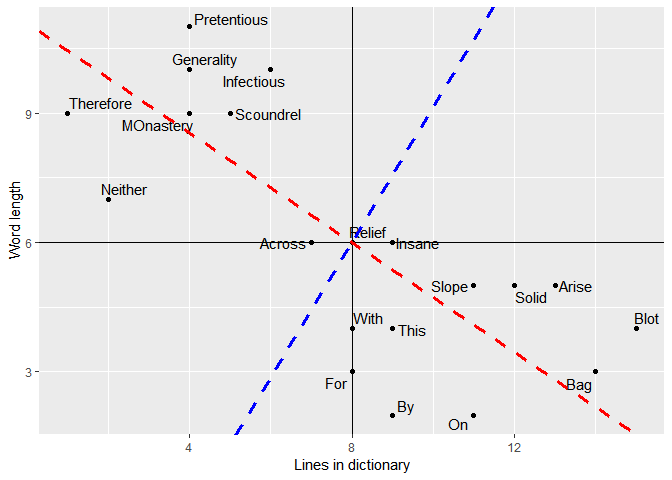 Pretentious
Generality
Infectious
Therefore
MOnastery
Scoundrel
Neither
Relief
Across
Insane
Slope
Solid
Arise
With
This
Blot
For
Bag
By
On
9
6
3
4
8
12
Word length
Lines in dictionary